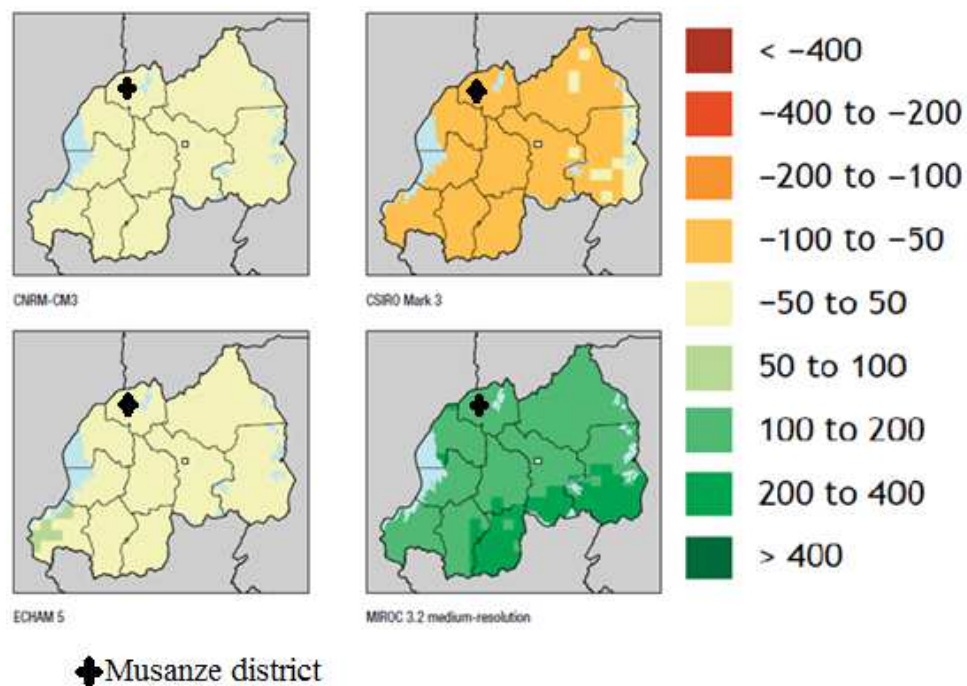 CNRM-CM3
CSIRO Mark 3
ECHAM 5
MIROC 3.2 medium-resolution
< -400
-400 to -200
-200 to -100
-100 to -50
-50 to 50
50 to 100
100 to 200
200 to 400
> 400
Musanze district